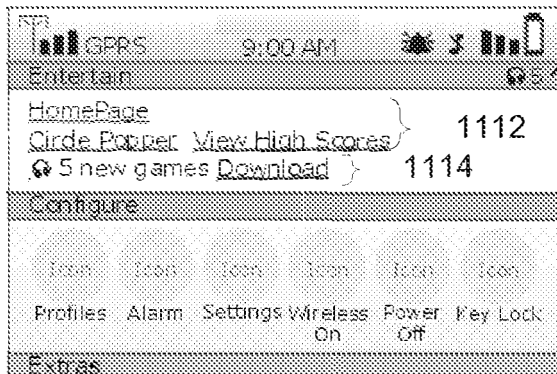 GPRS 9:00 AM
Entertain 5
HomePage
Circle Popper View High Scores 1112
5 new games Download 1114
Configure
Icon Icon Icon Icon Icon Icon
Profiles Alarm Settings Wireless On Power Off Key Lock
Extras